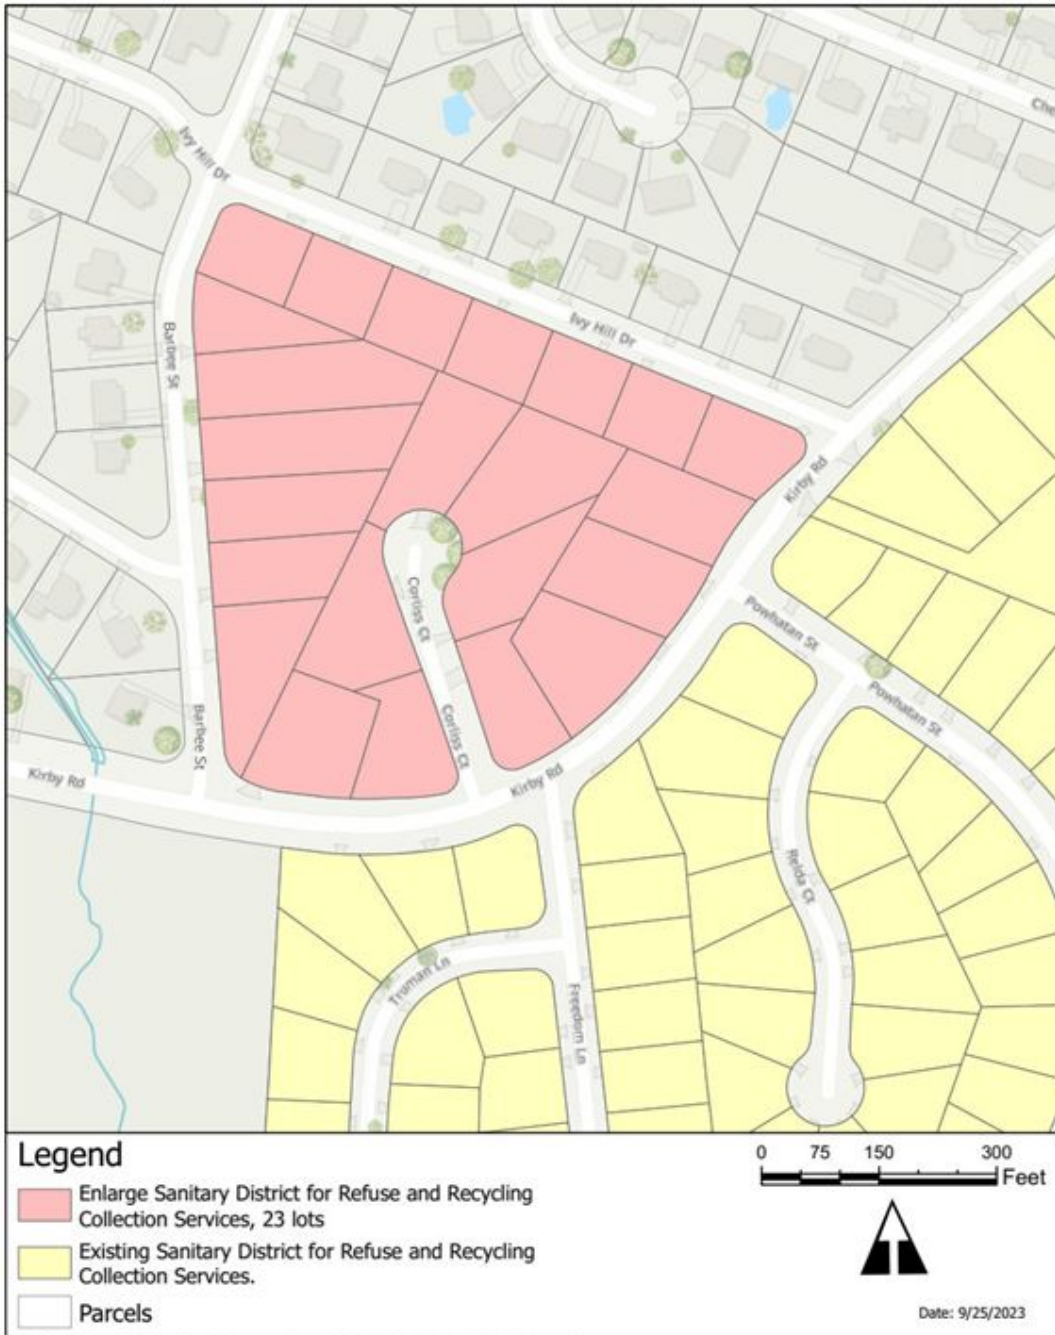 Che
Ivy Hill Dr
Ivy Hill Dr
Barbee St
Kirby Rd
Corliss Ct
Powhatan St
Powhatan St
Barbee St
Corliss Ct
Kirby Rd
Kirby Rd
Relda Ct
Truman Ln
Freedom Ln
Legend
Enlarge Sanitary District for Refuse and Recycling
Collection Services, 23 lots
Existing Sanitary District for Refuse and Recycling
Collection Services.
Parcels
0 75 150 300
Feet
Date: 9/25/2023